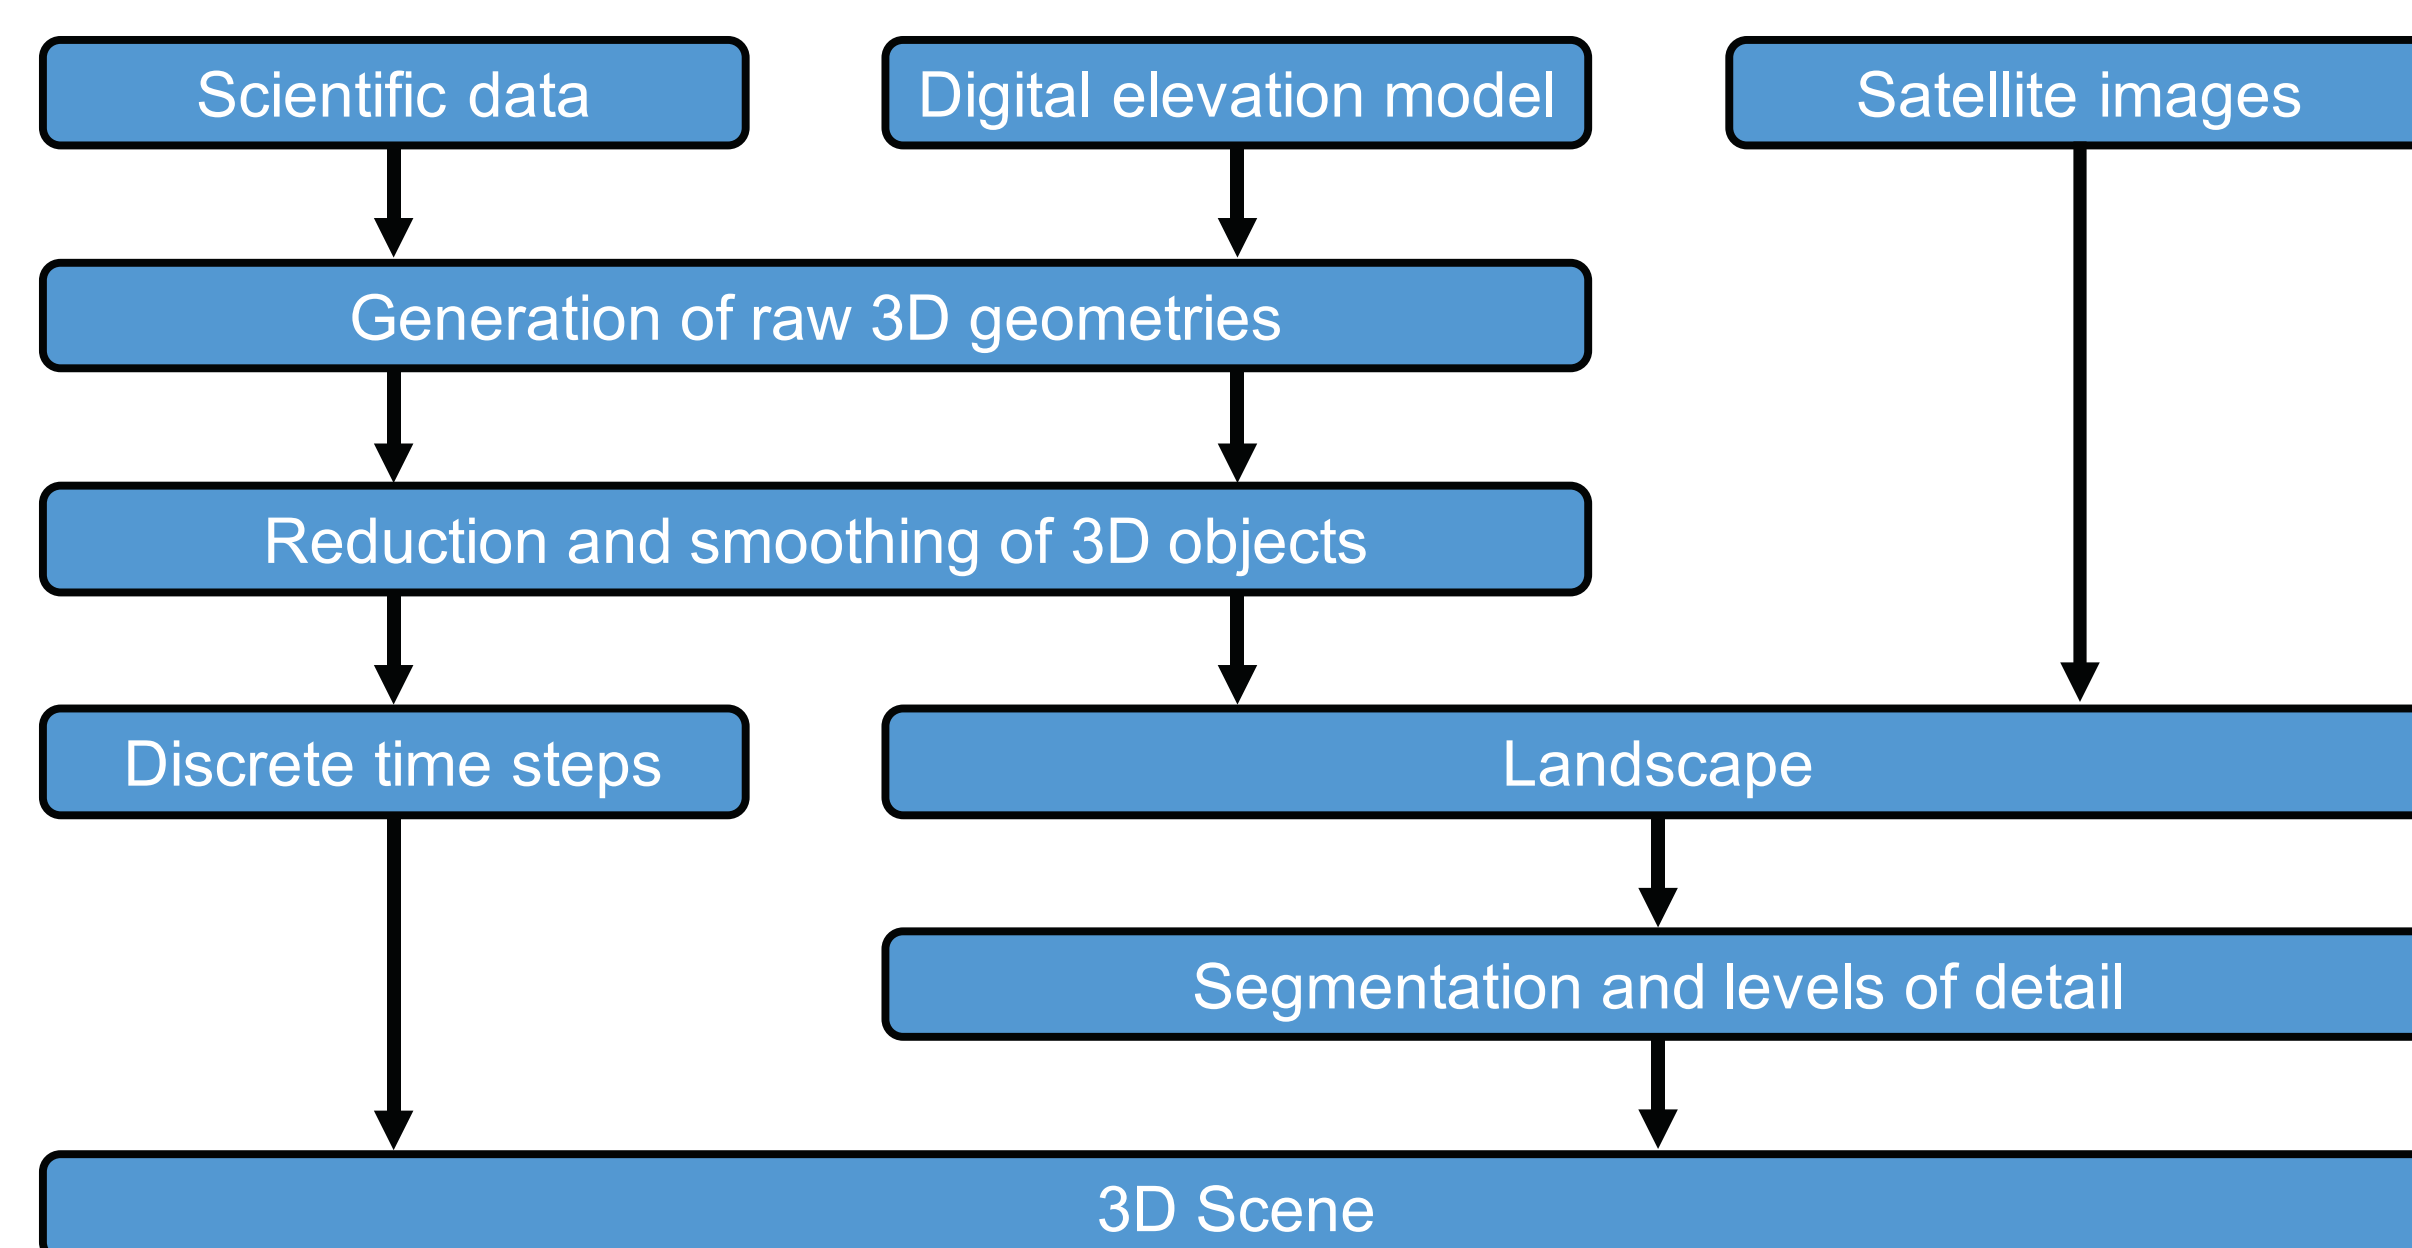 Scientific data
Digital elevation model
Satellite images
Generation of raw 3D geometries
Reduction and smoothing of 3D objects
Discrete time steps
Landscape
Segmentation and levels of detail
3D Scene